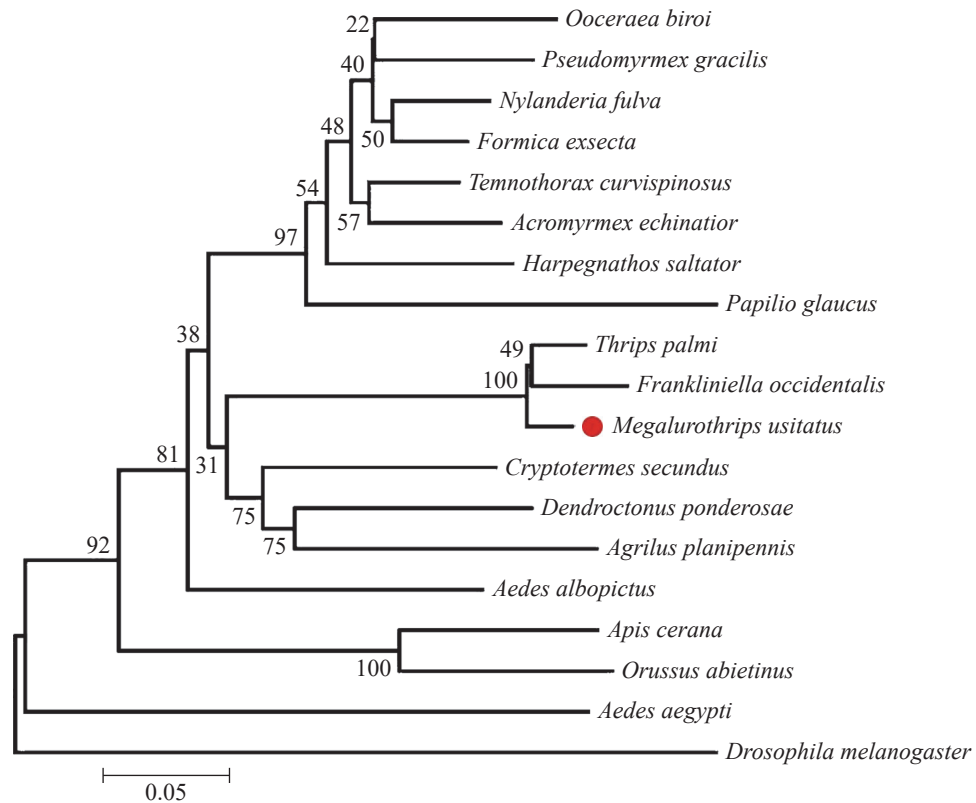 22
Ooceraea biroi
Pseudomyrmex gracilis
40
Nylanderia fulva
50
Formica exsecta
48
Temnothorax curvispinosus
54
57
Acromyrmex echinatior
97
Harpegnathos saltator
Papilio glaucus
38
49
Thrips palmi
100
Frankliniella occidentalis
Megalurothrips usitatus
81
31
Cryptotermes secundus
75
Dendroctonus ponderosae
75
Agrilus planipennis
92
Aedes albopictus
Apis cerana
100
Orussus abietinus
Aedes aegypti
Drosophila melanogaster
0.05